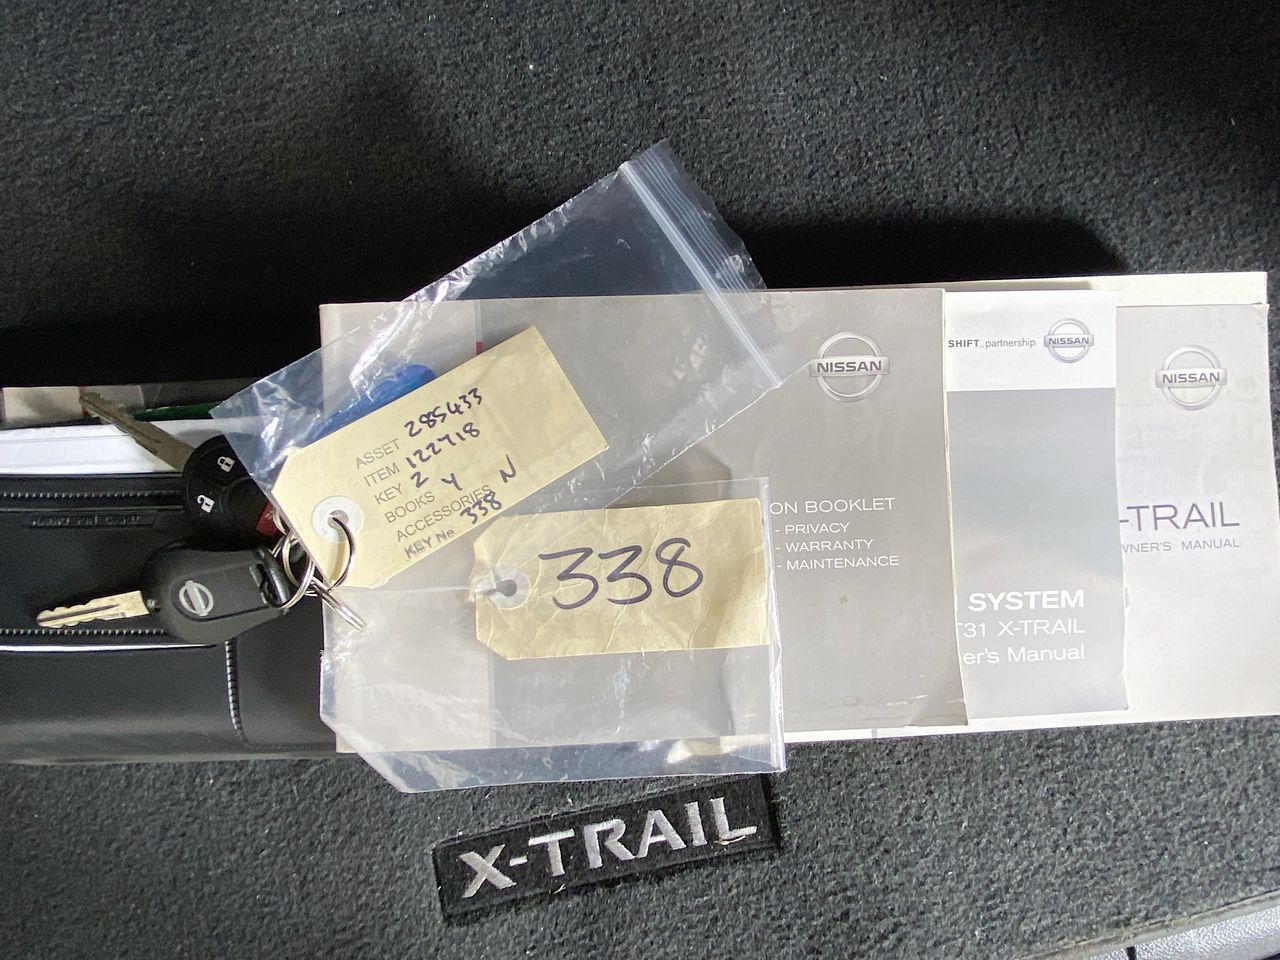 ASSET 285433
ITEM 122718
KEY 2
BOOKS Y
ACCESSORIES N
KEY No 338
338
NISSAN
ON BOOKLET
- PRIVACY
- WARRANTY
- MAINTENANCE
SHIFT_partnership
NISSAN
SYSTEM
T31 X-TRAIL
er's Manual
NISSAN
-TRAIL
WNER'S MANUAL
X-TRAIL